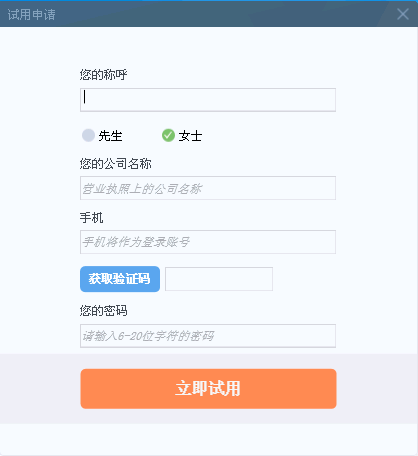 试用申请
您的称呼
先生 女士
您的公司名称
营业执照上的公司名称
手机
手机将作为登录账号
获取验证码
您的密码
请输入6-20位字符的密码
立即试用